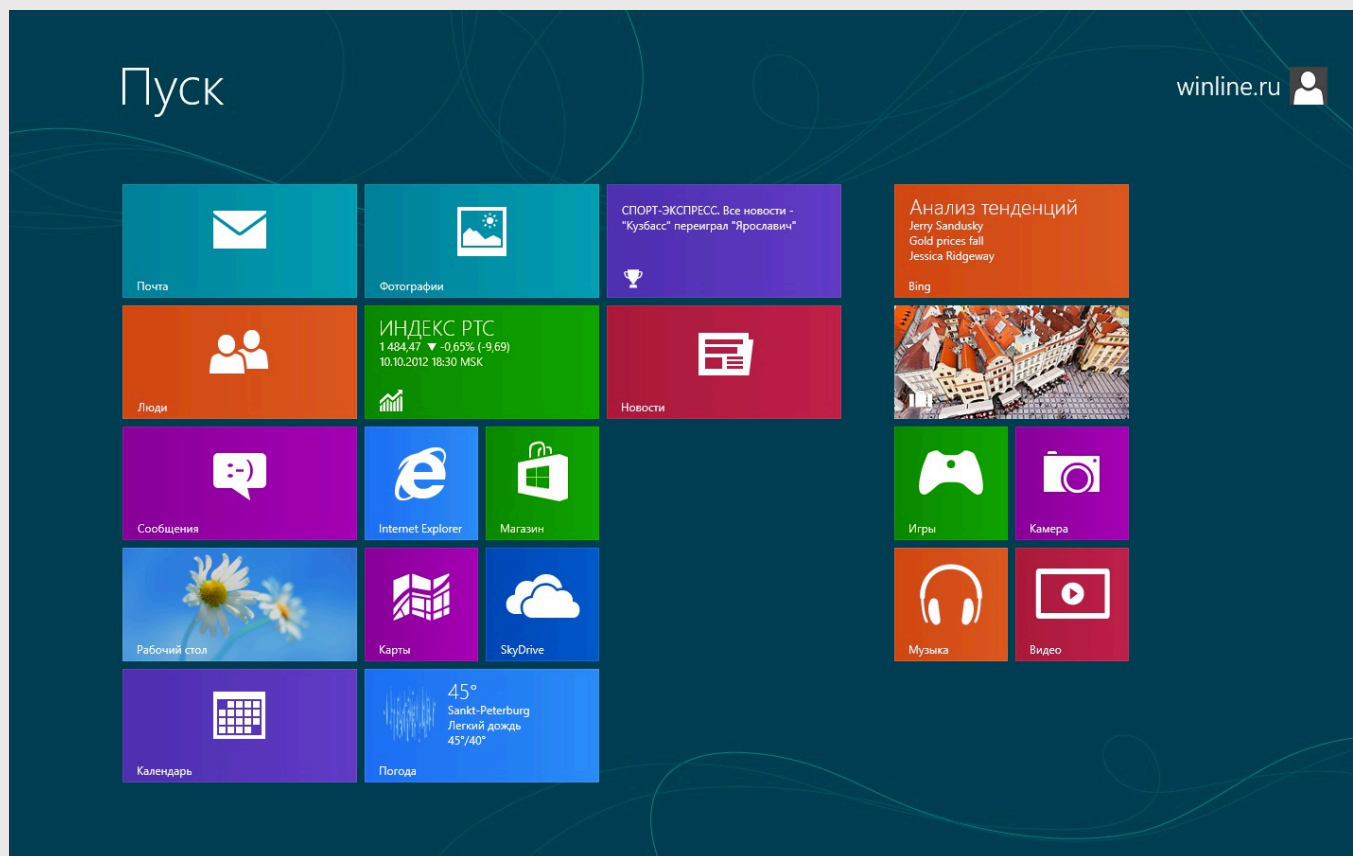 Пуск
winline.ru
Почта
Фотографии
СПОРТ-ЭКСПРЕСС. Все новости -
"Кузбасс" переиграл "Ярославич"
Анализ тенденций
Jerry Sandusky
Gold prices fall
Jessica Ridgeway
Bing
Люди
ИНДЕКС РТС
1 484,47 ▼ -0,65% (-9,69)
10.10.2012 18:30 MSK
Новости
Сообщения
:-)
Internet Explorer
Магазин
Игры
Камера
Рабочий стол
Карты
SkyDrive
Музыка
Видео
Календарь
45°
Sankt-Peterburg
Легкий дождь
45°/40°
Погода